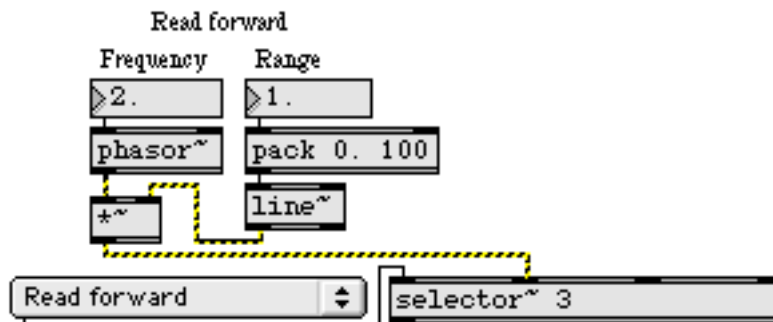 Read forward
Frequency Range
2. 1.
phasor~ pack 0. 100
*~ line~
Read forward selector~ 3